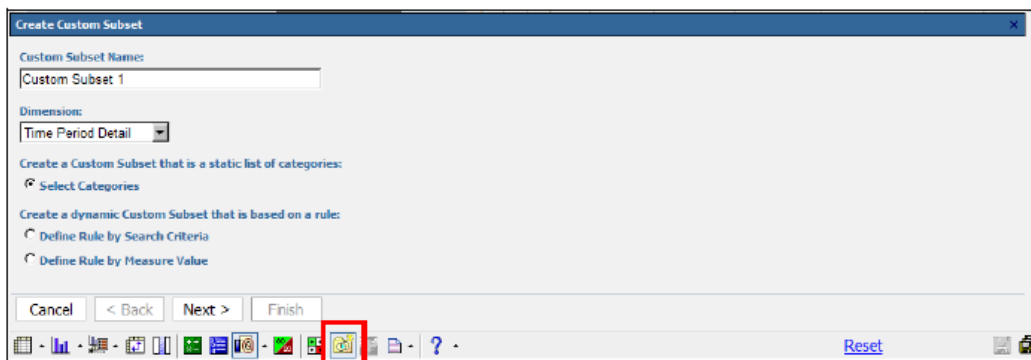 Create Custom Subset
Custom Subset Name:
Custom Subset 1
Dimension:
Time Period Detail
Create a Custom Subset that is a static list of categories:
Select Categories
Create a dynamic Custom Subset that is based on a rule:
Define Rule by Search Criteria
Define Rule by Measure Value
Cancel < Back Next > Finish
Reset